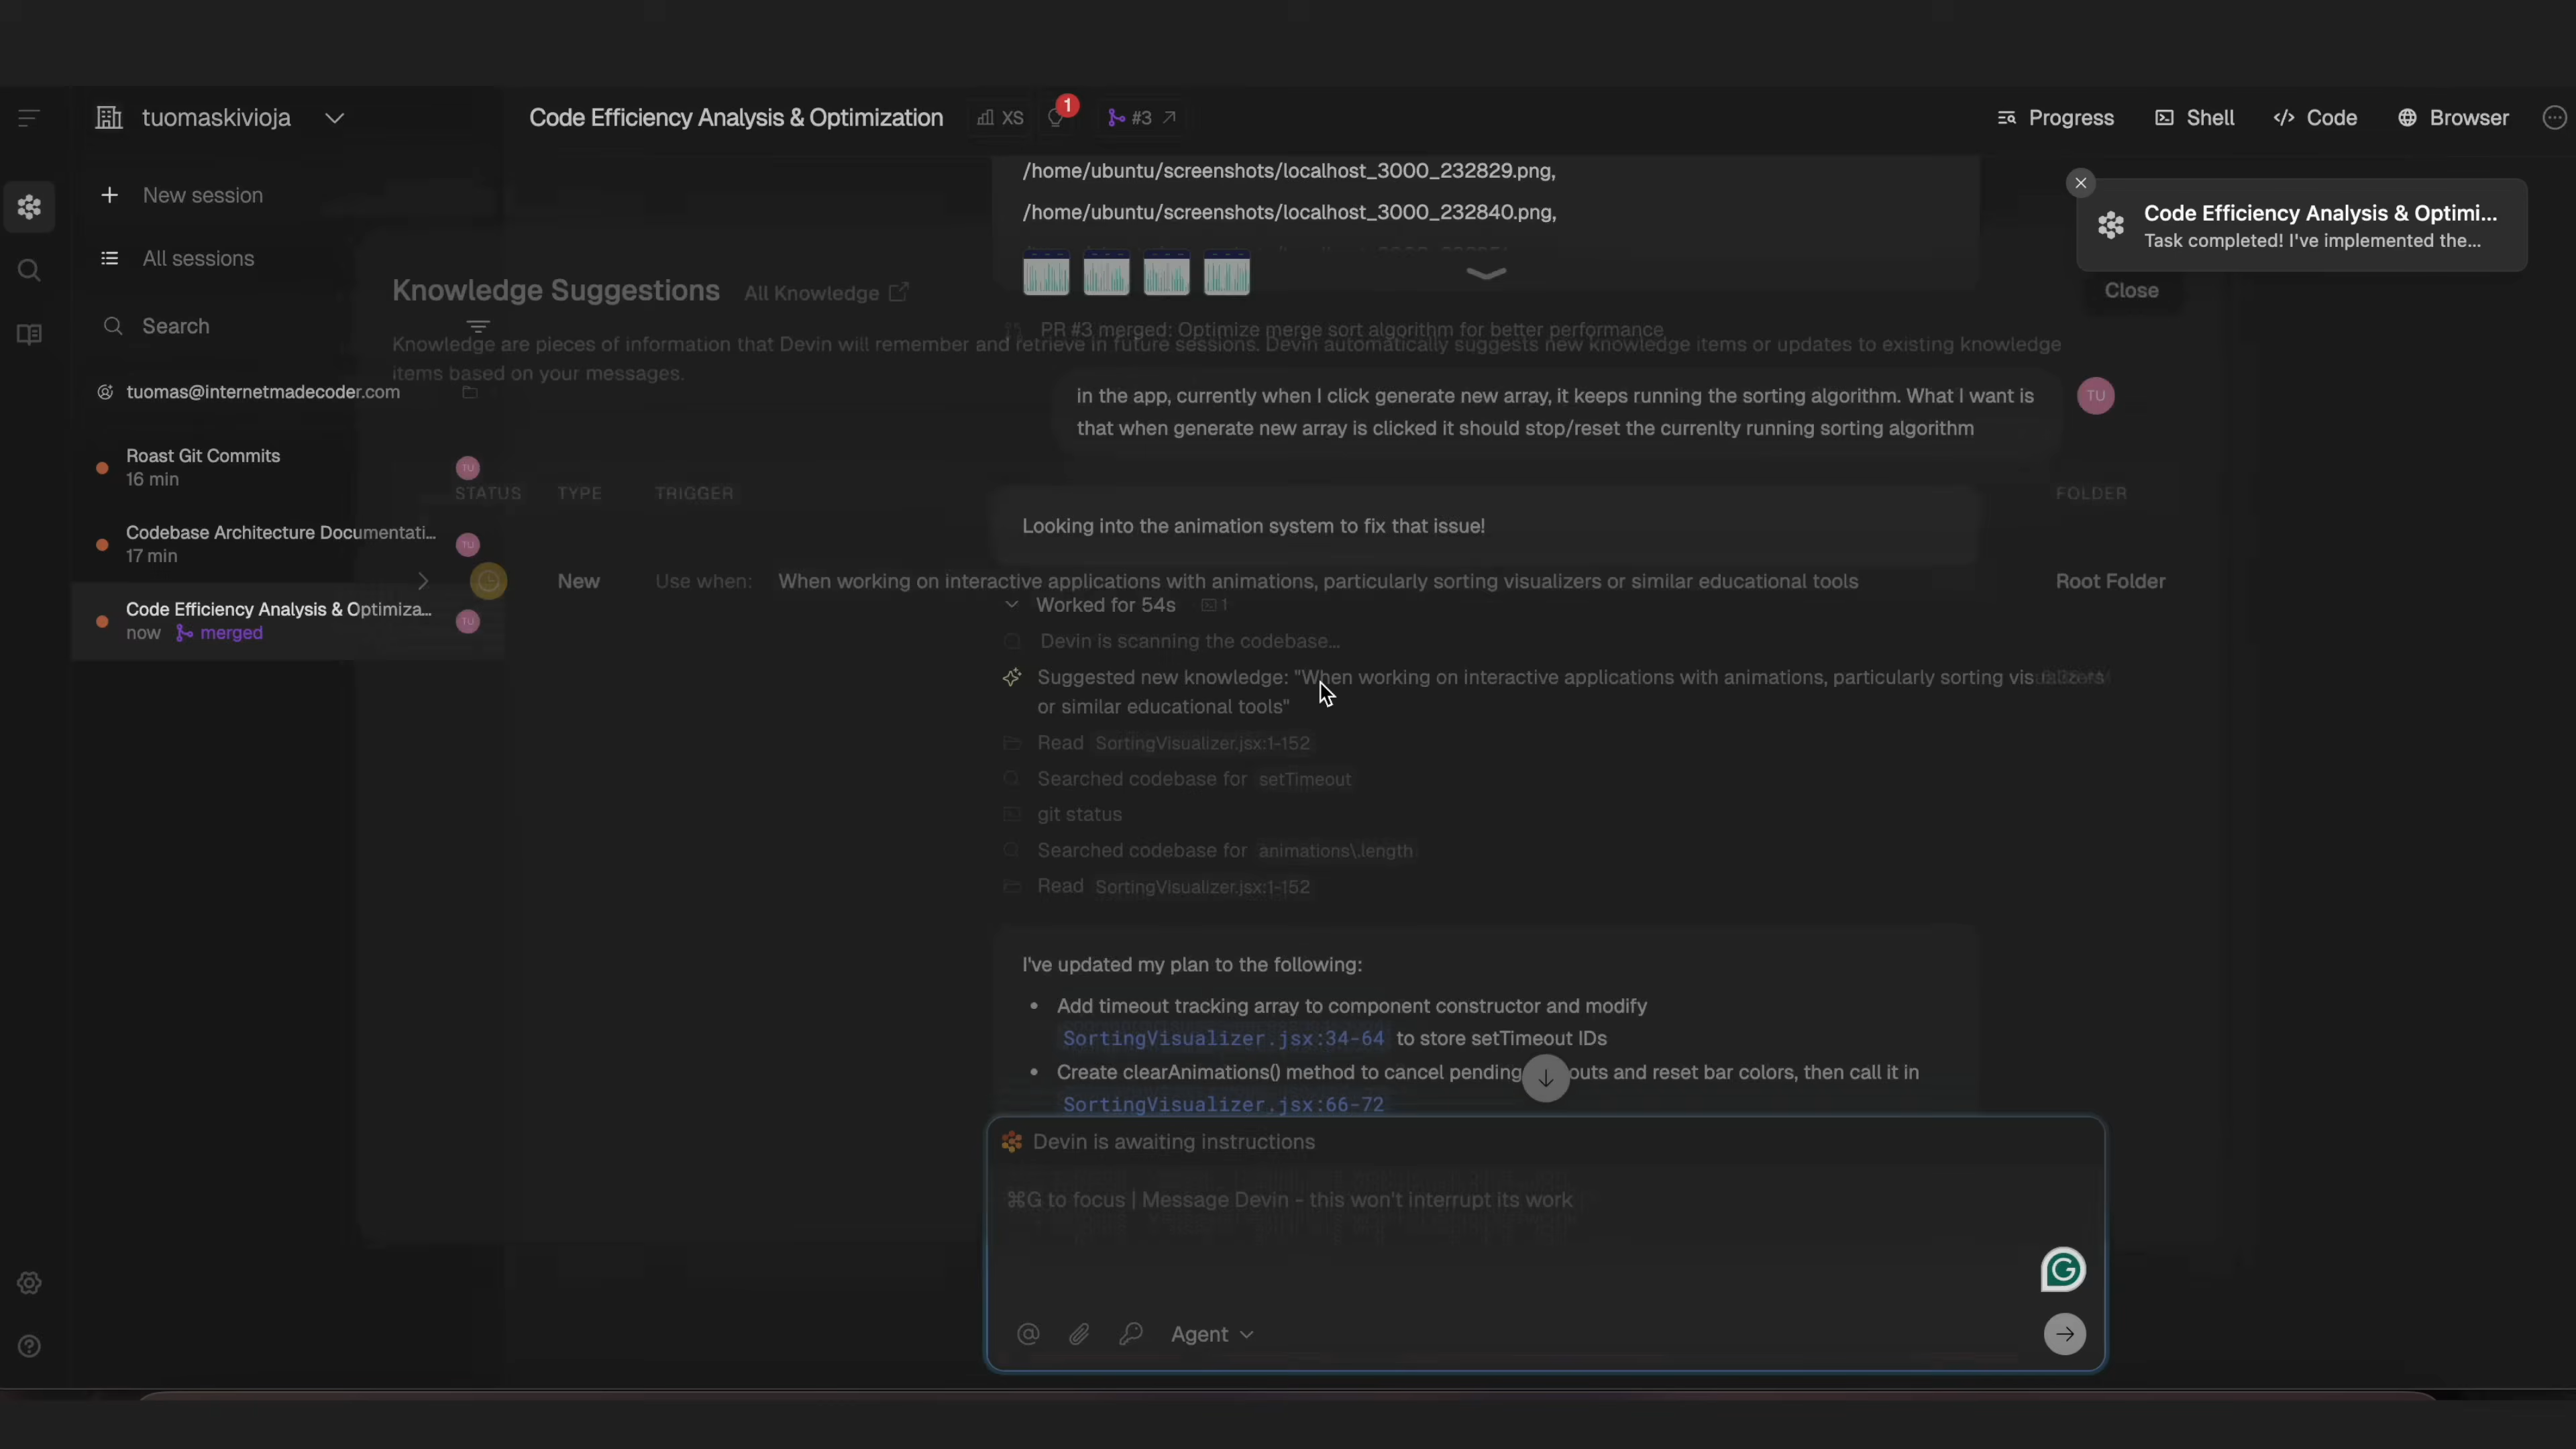 tuomaskivioja
Code Efficiency Analysis & Optimization
XS
1
#3
Progress
Shell
Code
Browser
New session
All sessions
Search
tuomas@internetmadecoder.com
Roast Git Commits
16 min
TU
Codebase Architecture Documentati...
17 min
TU
Code Efficiency Analysis & Optimiza...
now
merged
TU
/home/ubuntu/screenshots/localhost_3000_232829.png,
/home/ubuntu/screenshots/localhost_3000_232840.png,
Code Efficiency Analysis & Optimi...
Task completed! I've implemented the...
Close
Knowledge Suggestions
All Knowledge
PR #3 merged: Optimize merge sort algorithm for better performance
Knowledge are pieces of information that Devin will remember and retrieve in future sessions. Devin automatically suggests new knowledge items or updates to existing knowledge
items based on your messages.
in the app, currently when I click generate new array, it keeps running the sorting algorithm. What I want is
that when generate new array is clicked it should stop/reset the currenlty running sorting algorithm
TU
STATUS
TYPE
TRIGGER
FOLDER
Looking into the animation system to fix that issue!
New
Use when:
When working on interactive applications with animations, particularly sorting visualizers or similar educational tools
Root Folder
Worked for 54s
1
Devin is scanning the codebase...
Suggested new knowledge: "When working on interactive applications with animations, particularly sorting
or similar educational tools"
Read SortingVisualizer.jsx:1-152
Searched codebase for setTimeout
git status
Searched codebase for animations\.length
Read SortingVisualizer.jsx:1-152
I've updated my plan to the following:
• Add timeout tracking array to component constructor and modify
SortingVisualizer.jsx:34-64 to store setTimeout IDs
• Create clearAnimations() method to cancel pending outs and reset bar colors, then call it in
SortingVisualizer.jsx:66-72
Devin is awaiting instructions
⌘G to focus | Message Devin - this won't interrupt its work
Agent